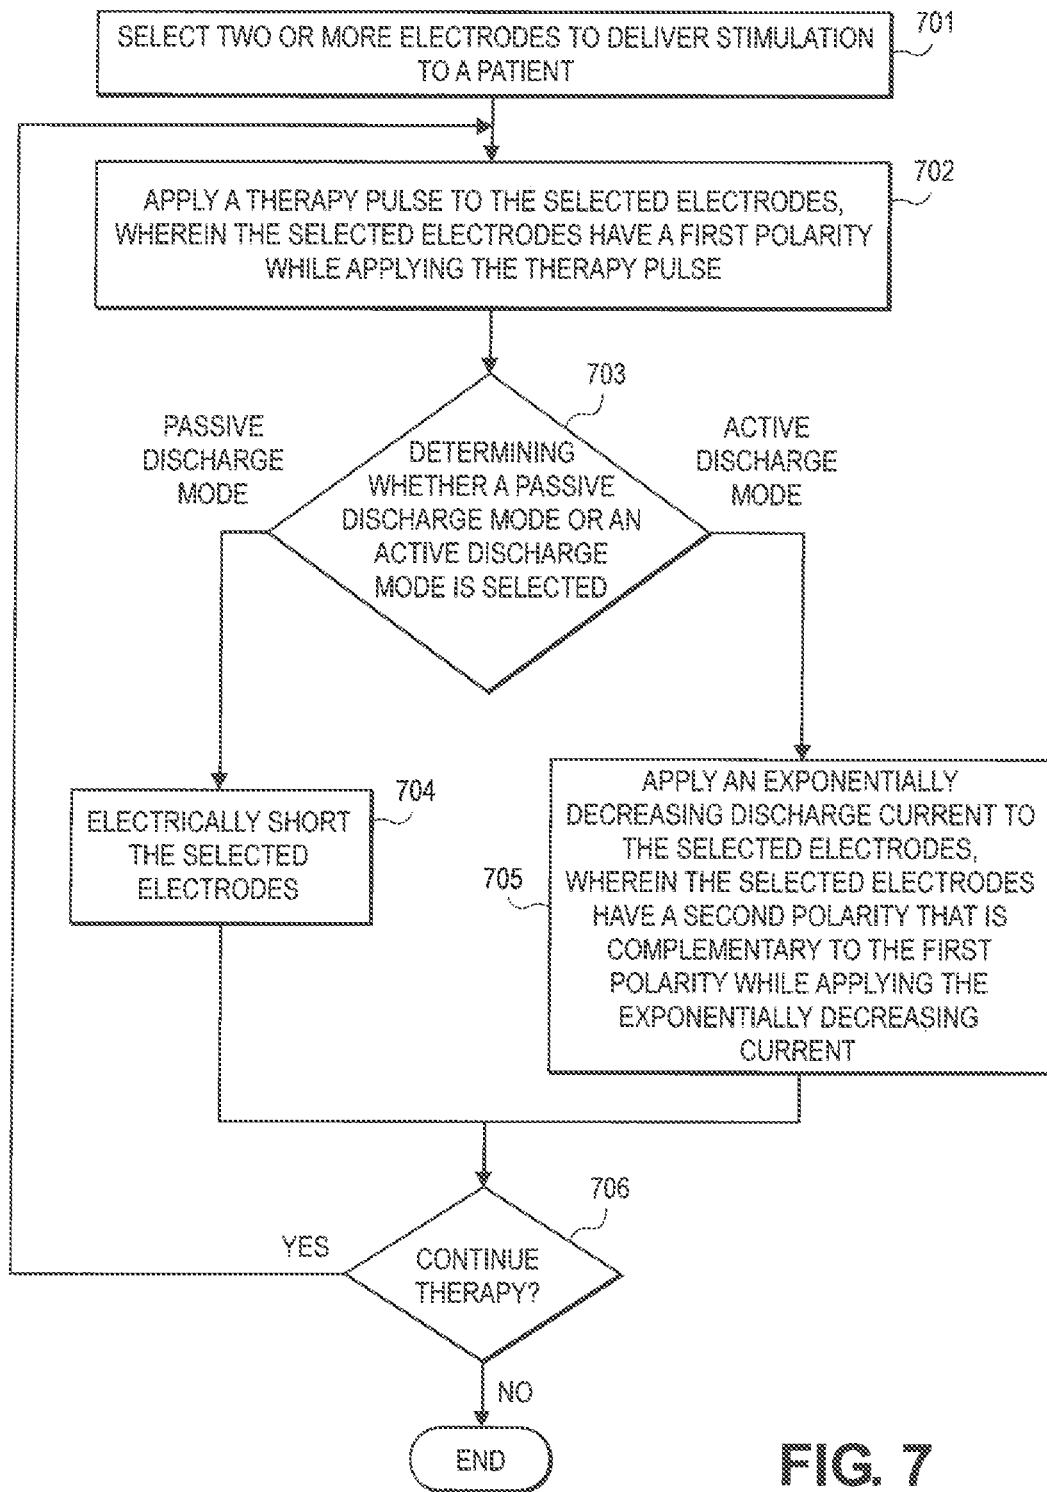 SELECT TWO OR MORE ELECTRODES TO DELIVER STIMULATION
TO A PATIENT
701
APPLY A THERAPY PULSE TO THE SELECTED ELECTRODES,
WHEREIN THE SELECTED ELECTRODES HAVE A FIRST POLARITY
WHILE APPLYING THE THERAPY PULSE
702
703
PASSIVE
DISCHARGE
MODE
DETERMINING
WHETHER A PASSIVE
DISCHARGE MODE OR AN
ACTIVE DISCHARGE
MODE IS SELECTED
ACTIVE
DISCHARGE
MODE
ELECTRICALLY SHORT
THE SELECTED
ELECTRODES
704
705
APPLY AN EXPONENTIALLY
DECREASING DISCHARGE CURRENT TO
THE SELECTED ELECTRODES,
WHEREIN THE SELECTED ELECTRODES
HAVE A SECOND POLARITY THAT IS
COMPLEMENTARY TO THE FIRST
POLARITY WHILE APPLYING THE
EXPONENTIALLY DECREASING
CURRENT
706
YES
CONTINUE
THERAPY?
NO
END
FIG. 7